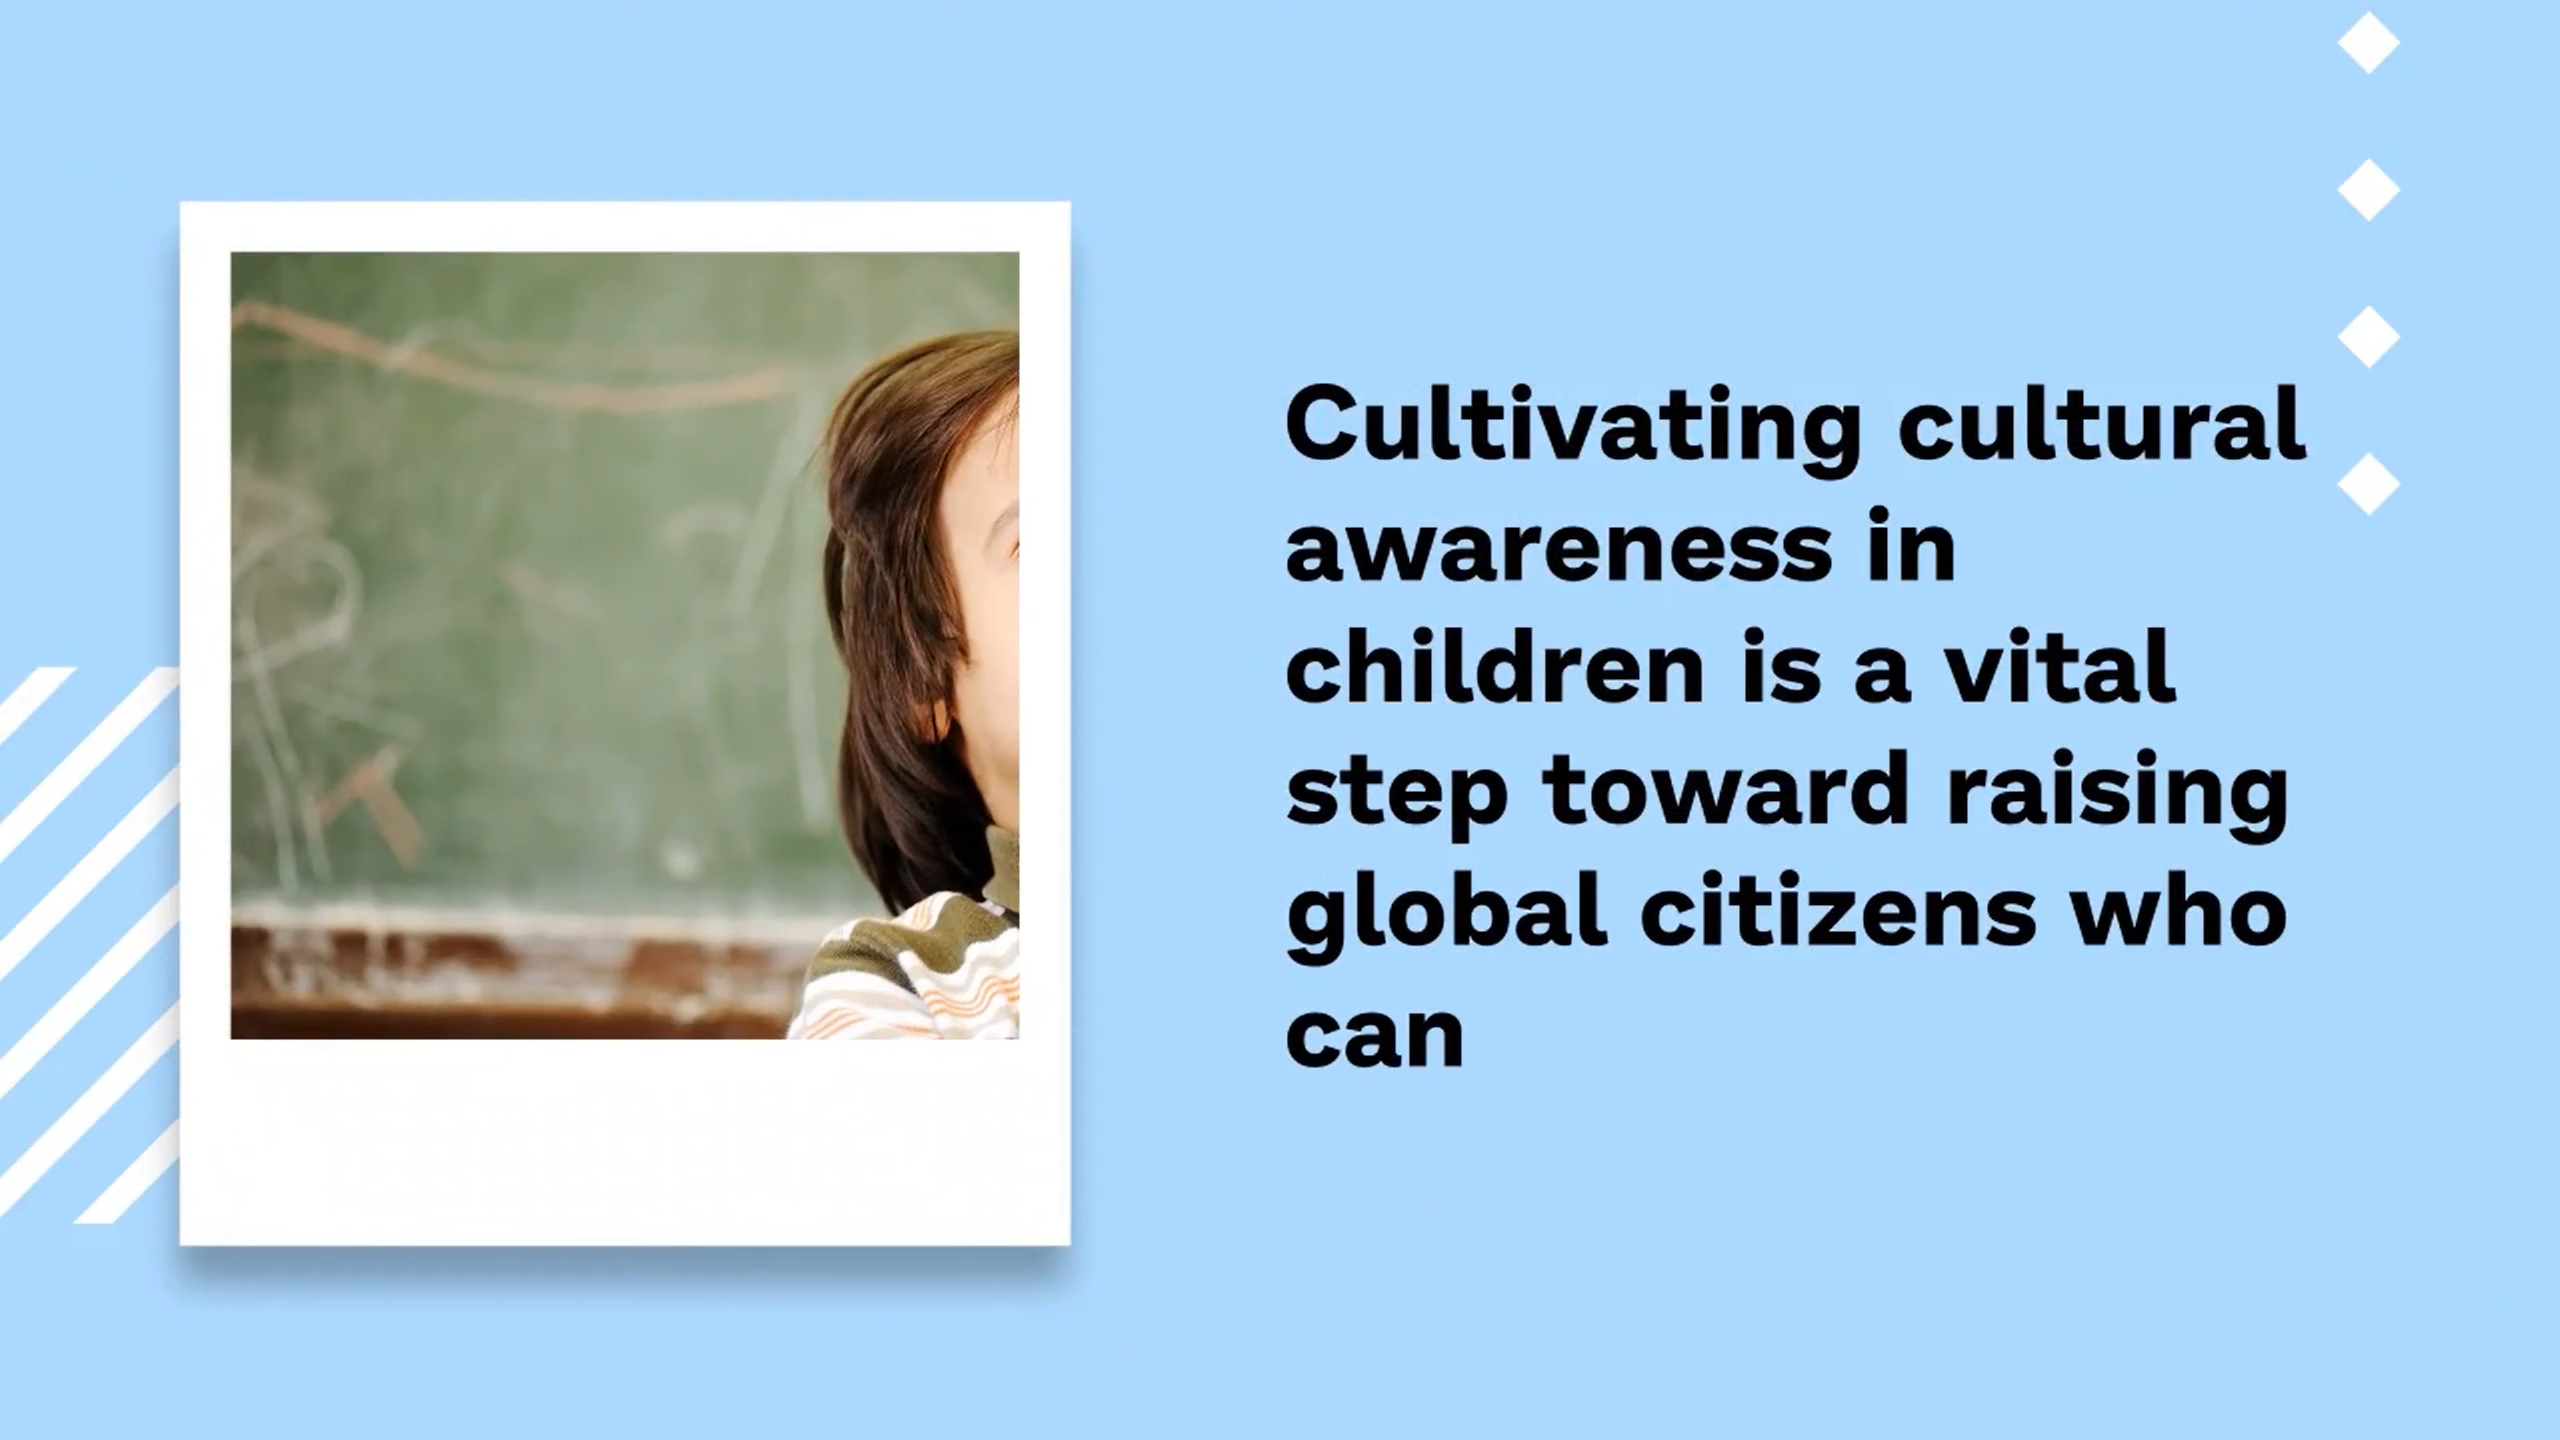 Cultivating cultural
awareness in
children is a vital
step toward raising
global citizens who
can